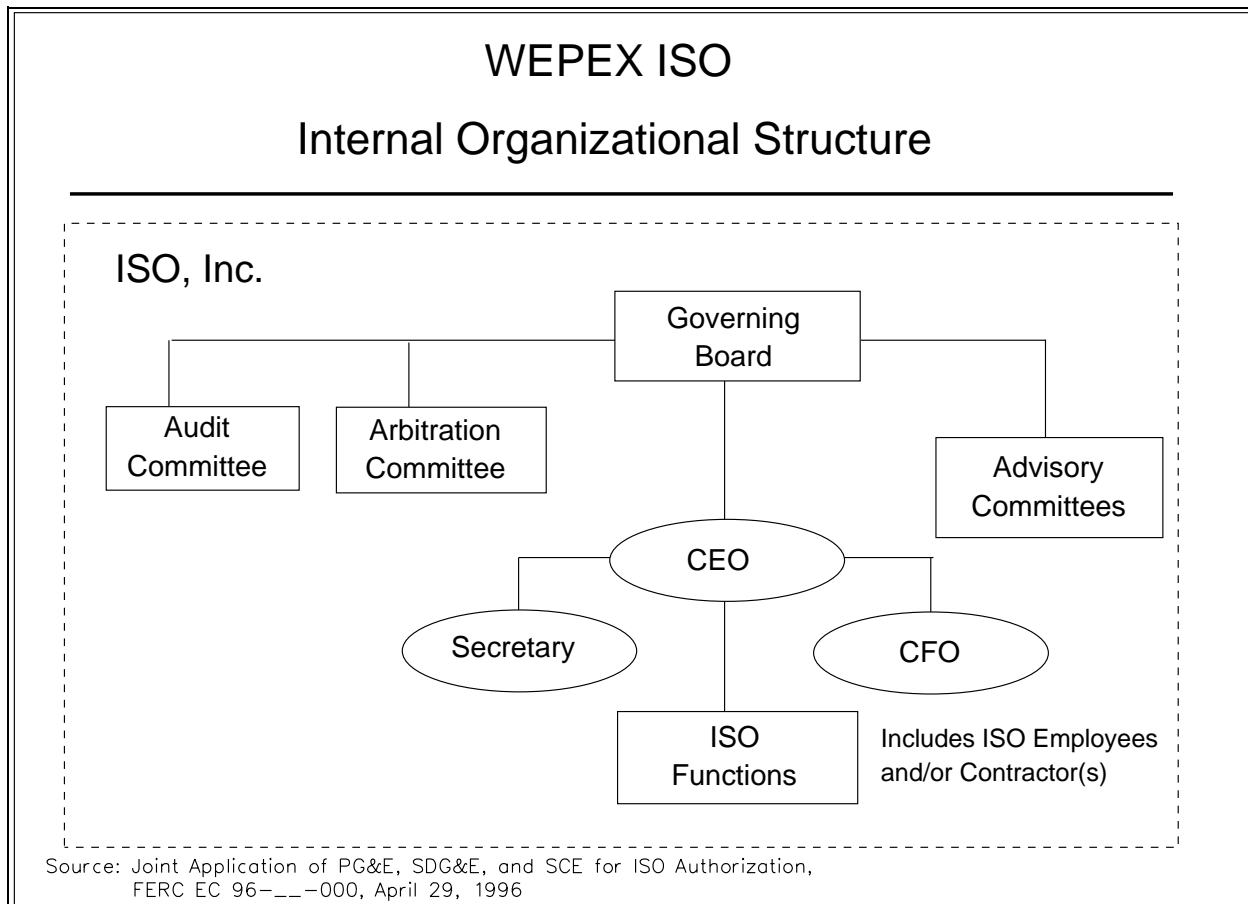 WEPEX ISO
Internal Organizational Structure
ISO, Inc.
Governing
Board
Audit
Committee
Arbitration
Committee
Advisory
Committees
CEO
Secretary
CFO
ISO
Functions
Includes ISO Employees
and/or Contractor(s)
Source: Joint Application of PG&E, SDG&E, and SCE for ISO Authorization,
FERC EC 96-__-000, April 29, 1996